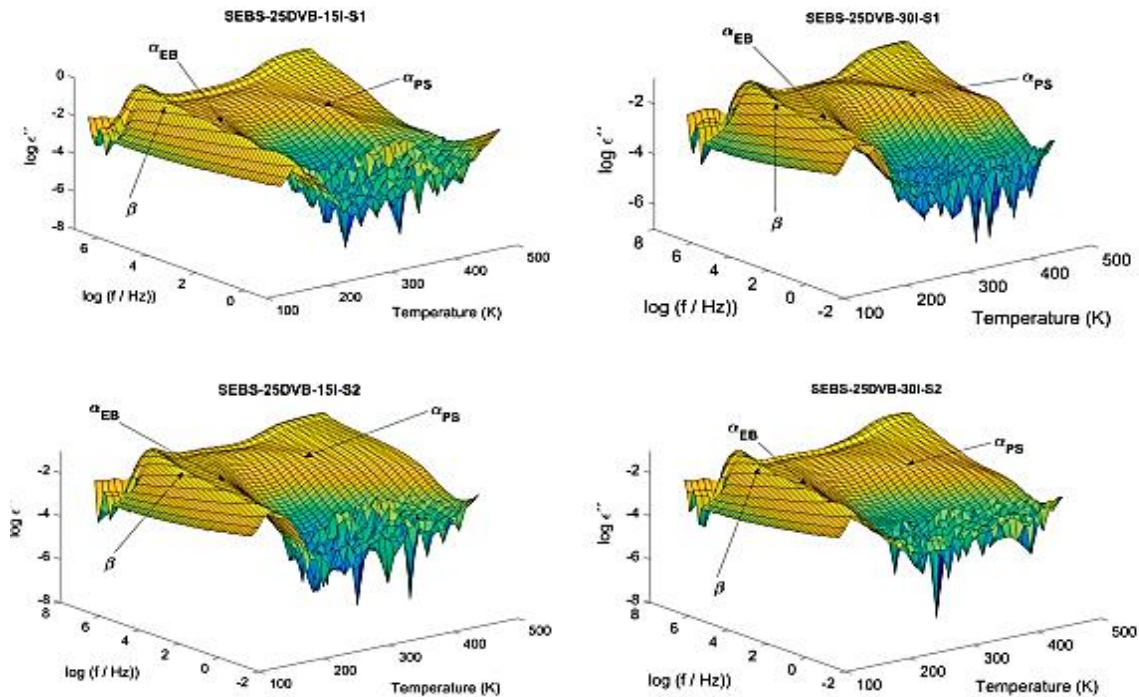 SEBS-25DVB-15I-S1
α_EB
α_PS
0
-2
-4
-6
-8
log ε''
β
6
4
2
0
log (f / Hz))
100
200
300
400
500
Temperature (K)
SEBS-25DVB-30I-S1
α_EB
α_PS
-2
-4
-6
log ε''
β
8
6
4
2
0
-2
log (f / Hz))
100
200
300
400
500
Temperature (K)
SEBS-25DVB-15I-S2
α_EB
α_PS
-2
-4
-6
-8
log ε''
β
8
6
4
2
0
-2
log (f / Hz))
100
200
300
400
500
Temperature (K)
SEBS-25DVB-30I-S2
α_EB
α_PS
-2
-4
-6
-8
log ε''
β
8
6
4
2
0
-2
log (f / Hz))
100
200
300
400
500
Temperature (K)